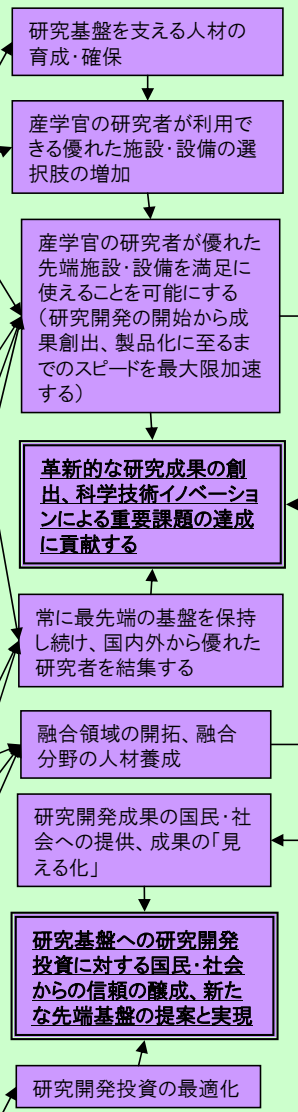 研究基盤を支える人材の
育成・確保
産学官の研究者が利用で
きる優れた施設・設備の選
択肢の増加
産学官の研究者が優れた
先端施設・設備を満足に
使えることを可能にする
（研究開発の開始から成
果創出、製品化に至るま
でのスピードを最大限加速
する）
革新的な研究成果の創
出、科学技術イノベーショ
ンによる重要課題の達成
に貢献する
常に最先端の基盤を保持
し続け、国内外から優れた
研究者を結集する
融合領域の開拓、融合
分野の人材養成
研究開発成果の国民・社
会への提供、成果の「見
える化」
研究基盤への研究開発
投資に対する国民・社会
からの信頼の醸成、新た
な先端基盤の提案と実現
研究開発投資の最適化